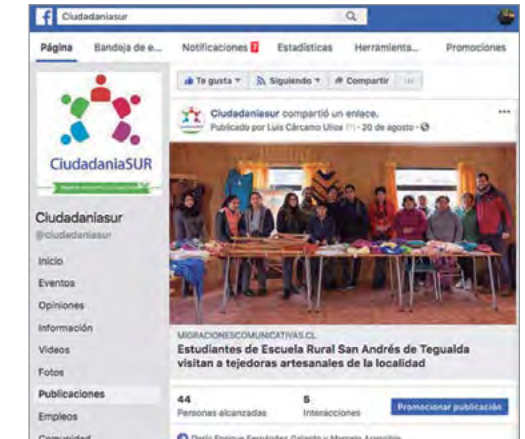 Ciudadaniasur
Página Bandeja de e... Notificaciones 7 Estadísticas Herramienta... Promociones
Te gusta Siguiendo Compartir ...
Ciudadaniasur compartió un enlace.
Publicado por Luis Cárcamo Ulloa [?] · 20 de agosto ·
CiudadaniaSUR
Ciudadaniasur
@ciudadaniasur
Inicio
Eventos
Opiniones
Información
Videos
Fotos
Publicaciones
Empleos
Comunidad
MIGRACIONESCOMUNICATIVAS.CL
Estudiantes de Escuela Rural San Andrés de Tegualda
visitan a tejedoras artesanales de la localidad
44
Personas alcanzadas
5
Interacciones
Promocionar publicación